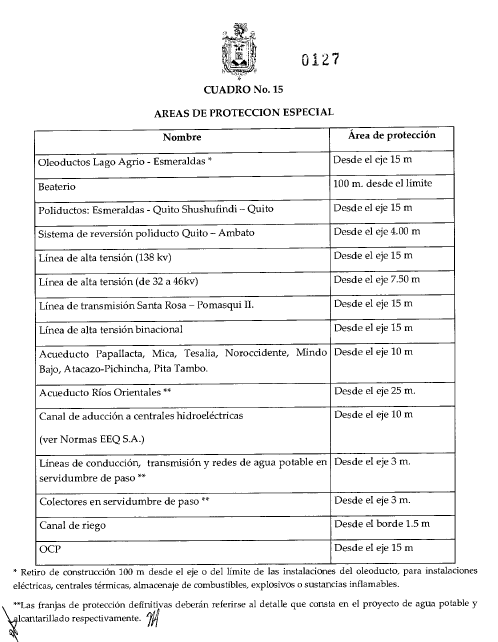 0127
CUADRO No. 15
AREAS DE PROTECCION ESPECIAL
Nombre Área de protección
Oleoductos Lago Agrio - Esmeraldas * Desde el eje 15 m
Beaterio 100 m. desde el límite
Poliductos: Esmeraldas - Quito Shushufindi – Quito Desde el eje 15 m
Sistema de reversión poliducto Quito – Ambato Desde el eje 4.00 m
Línea de alta tensión (138 kv) Desde el eje 15 m
Línea de alta tensión (de 32 a 46kv) Desde el eje 7.50 m
Línea de transmisión Santa Rosa – Pomasqui II. Desde el eje 15 m
Línea de alta tensión binacional Desde el eje 15 m
Acueducto Papallacta, Mica, Tesalia, Noroccidente, Mindo Desde el eje 10 m
Bajo, Atacazo-Pichincha, Pita Tambo.
Acueducto Ríos Orientales ** Desde el eje 25 m.
Canal de aducción a centrales hidroeléctricas Desde el eje 10 m
(ver Normas EEQ S.A.)
Líneas de conducción, transmisión y redes de agua potable en Desde el eje 3 m.
servidumbre de paso **
Colectores en servidumbre de paso ** Desde el eje 3 m.
Canal de riego Desde el borde 1.5 m
OCP Desde el eje 15 m
* Retiro de construcción 100 m desde el eje o del límite de las instalaciones del oleoducto, para instalaciones
eléctricas, centrales térmicas, almacenaje de combustibles, explosivos o sustancias inflamables.
**Las franjas de protección definitivas deberán referirse al detalle que consta en el proyecto de agua potable y
alcantarillado respectivamente.